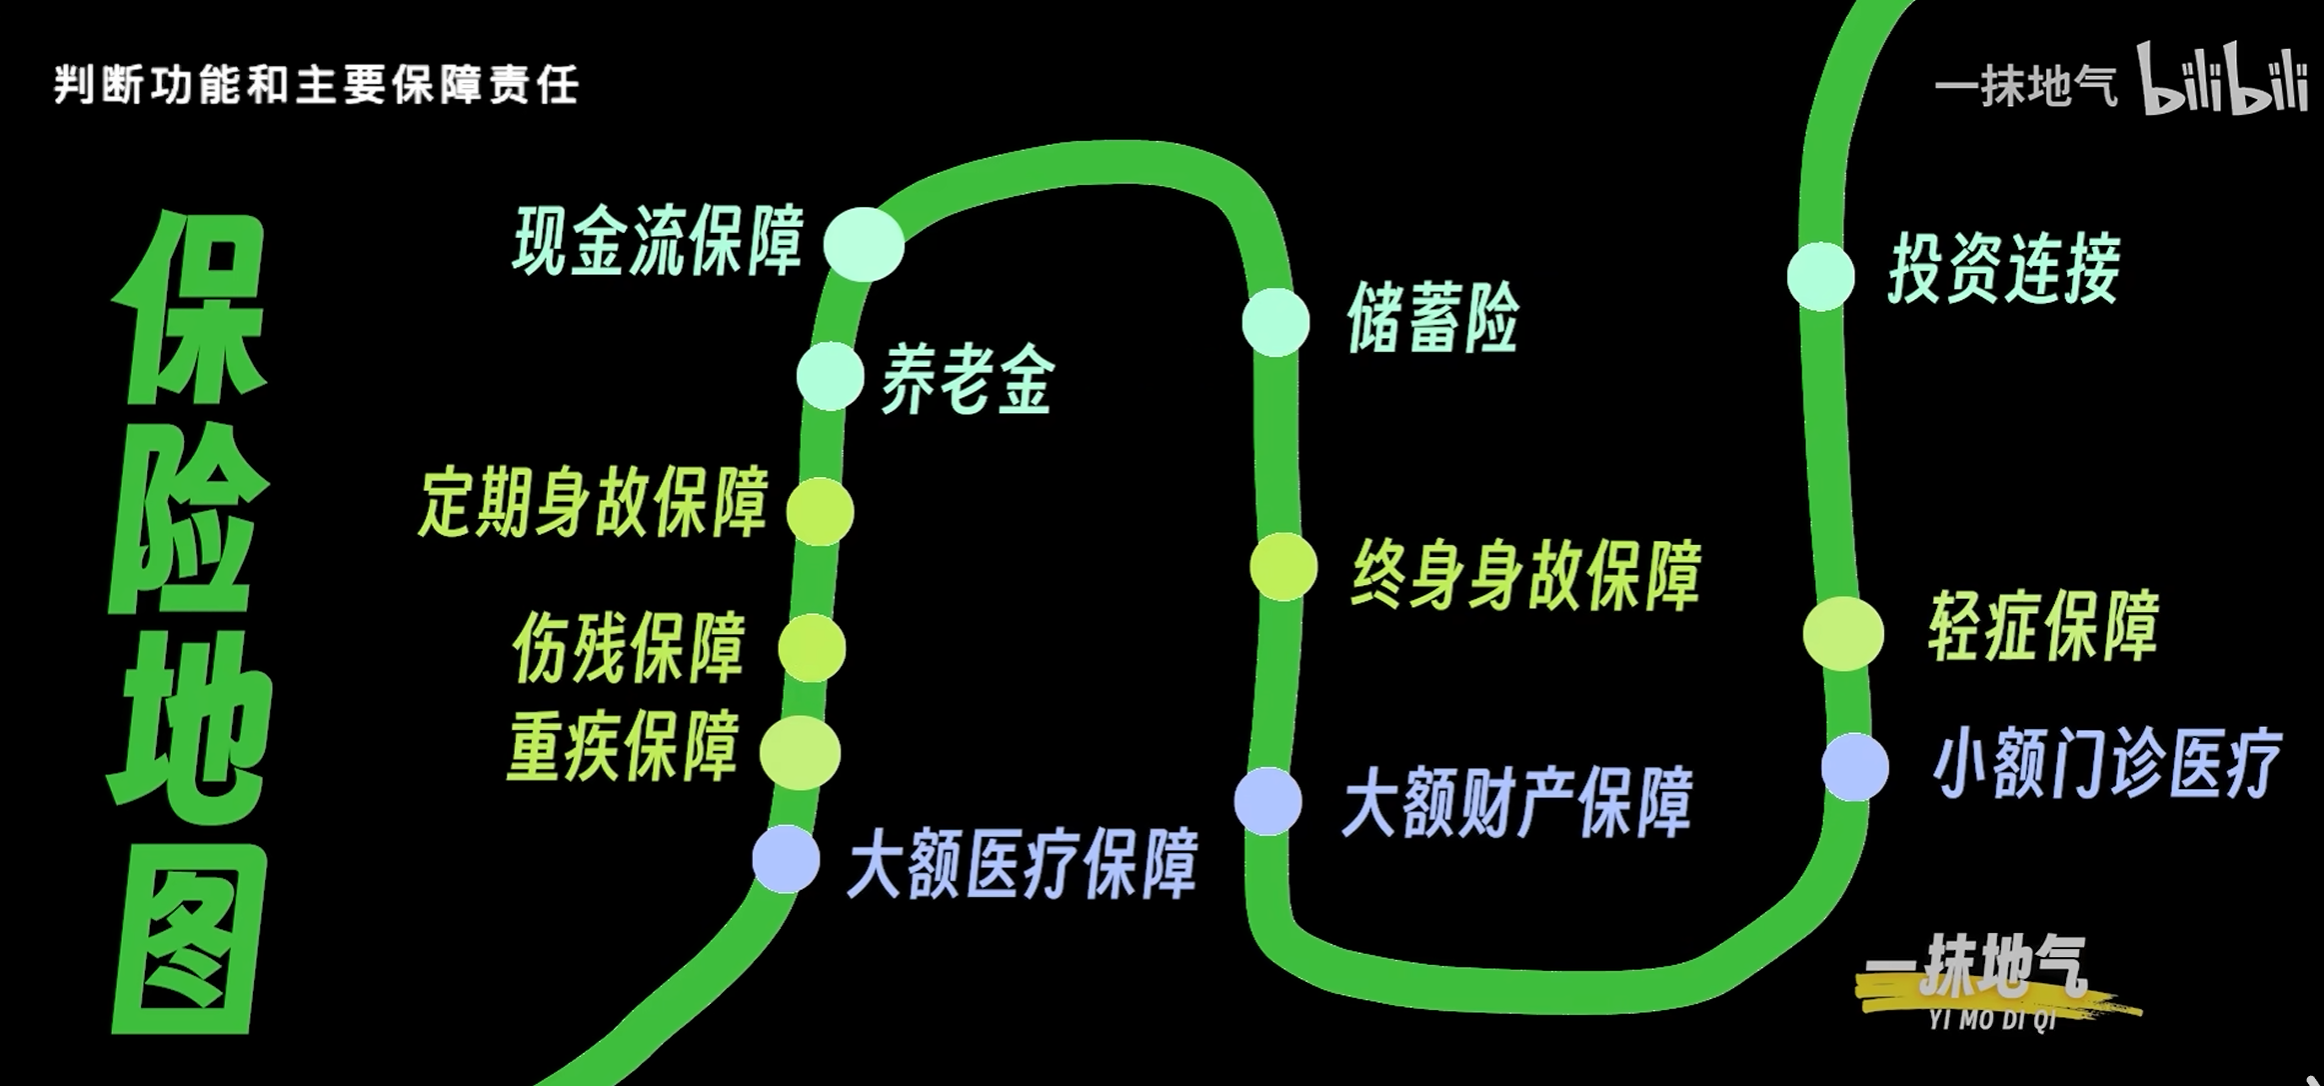 判断功能和主要保障责任
一抹地气 bilibili
保险地图
现金流保障
养老金
定期身故保障
伤残保障
重疾保障
大额医疗保障
储蓄险
终身身故保障
大额财产保障
投资连接
轻症保障
小额门诊医疗
一抹地气
YI MO DI QI